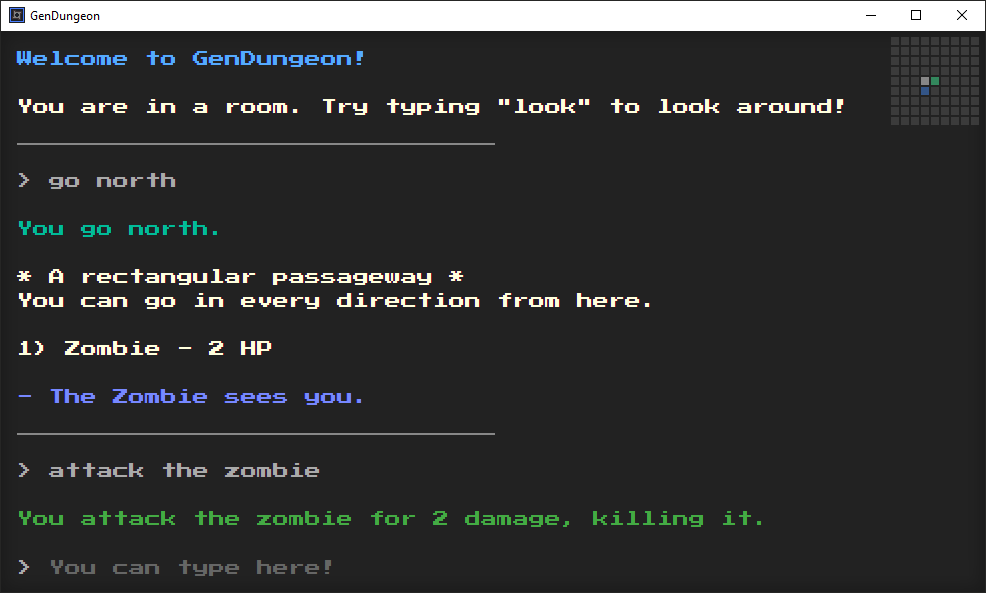 GenDungeon
Welcome to GenDungeon!
You are in a room. Try typing "look" to look around!
> go north
You go north.
* A rectangular passageway *
You can go in every direction from here.
1) Zombie - 2 HP
- The Zombie sees you.
> attack the zombie
You attack the zombie for 2 damage, killing it.
> You can type here!